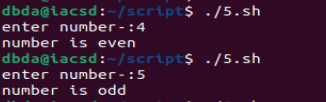 dbda@iacsd:~/script$ ./5.sh
enter number-:4
number is even
dbda@iacsd:~/script$ ./5.sh
enter number-:5
number is odd